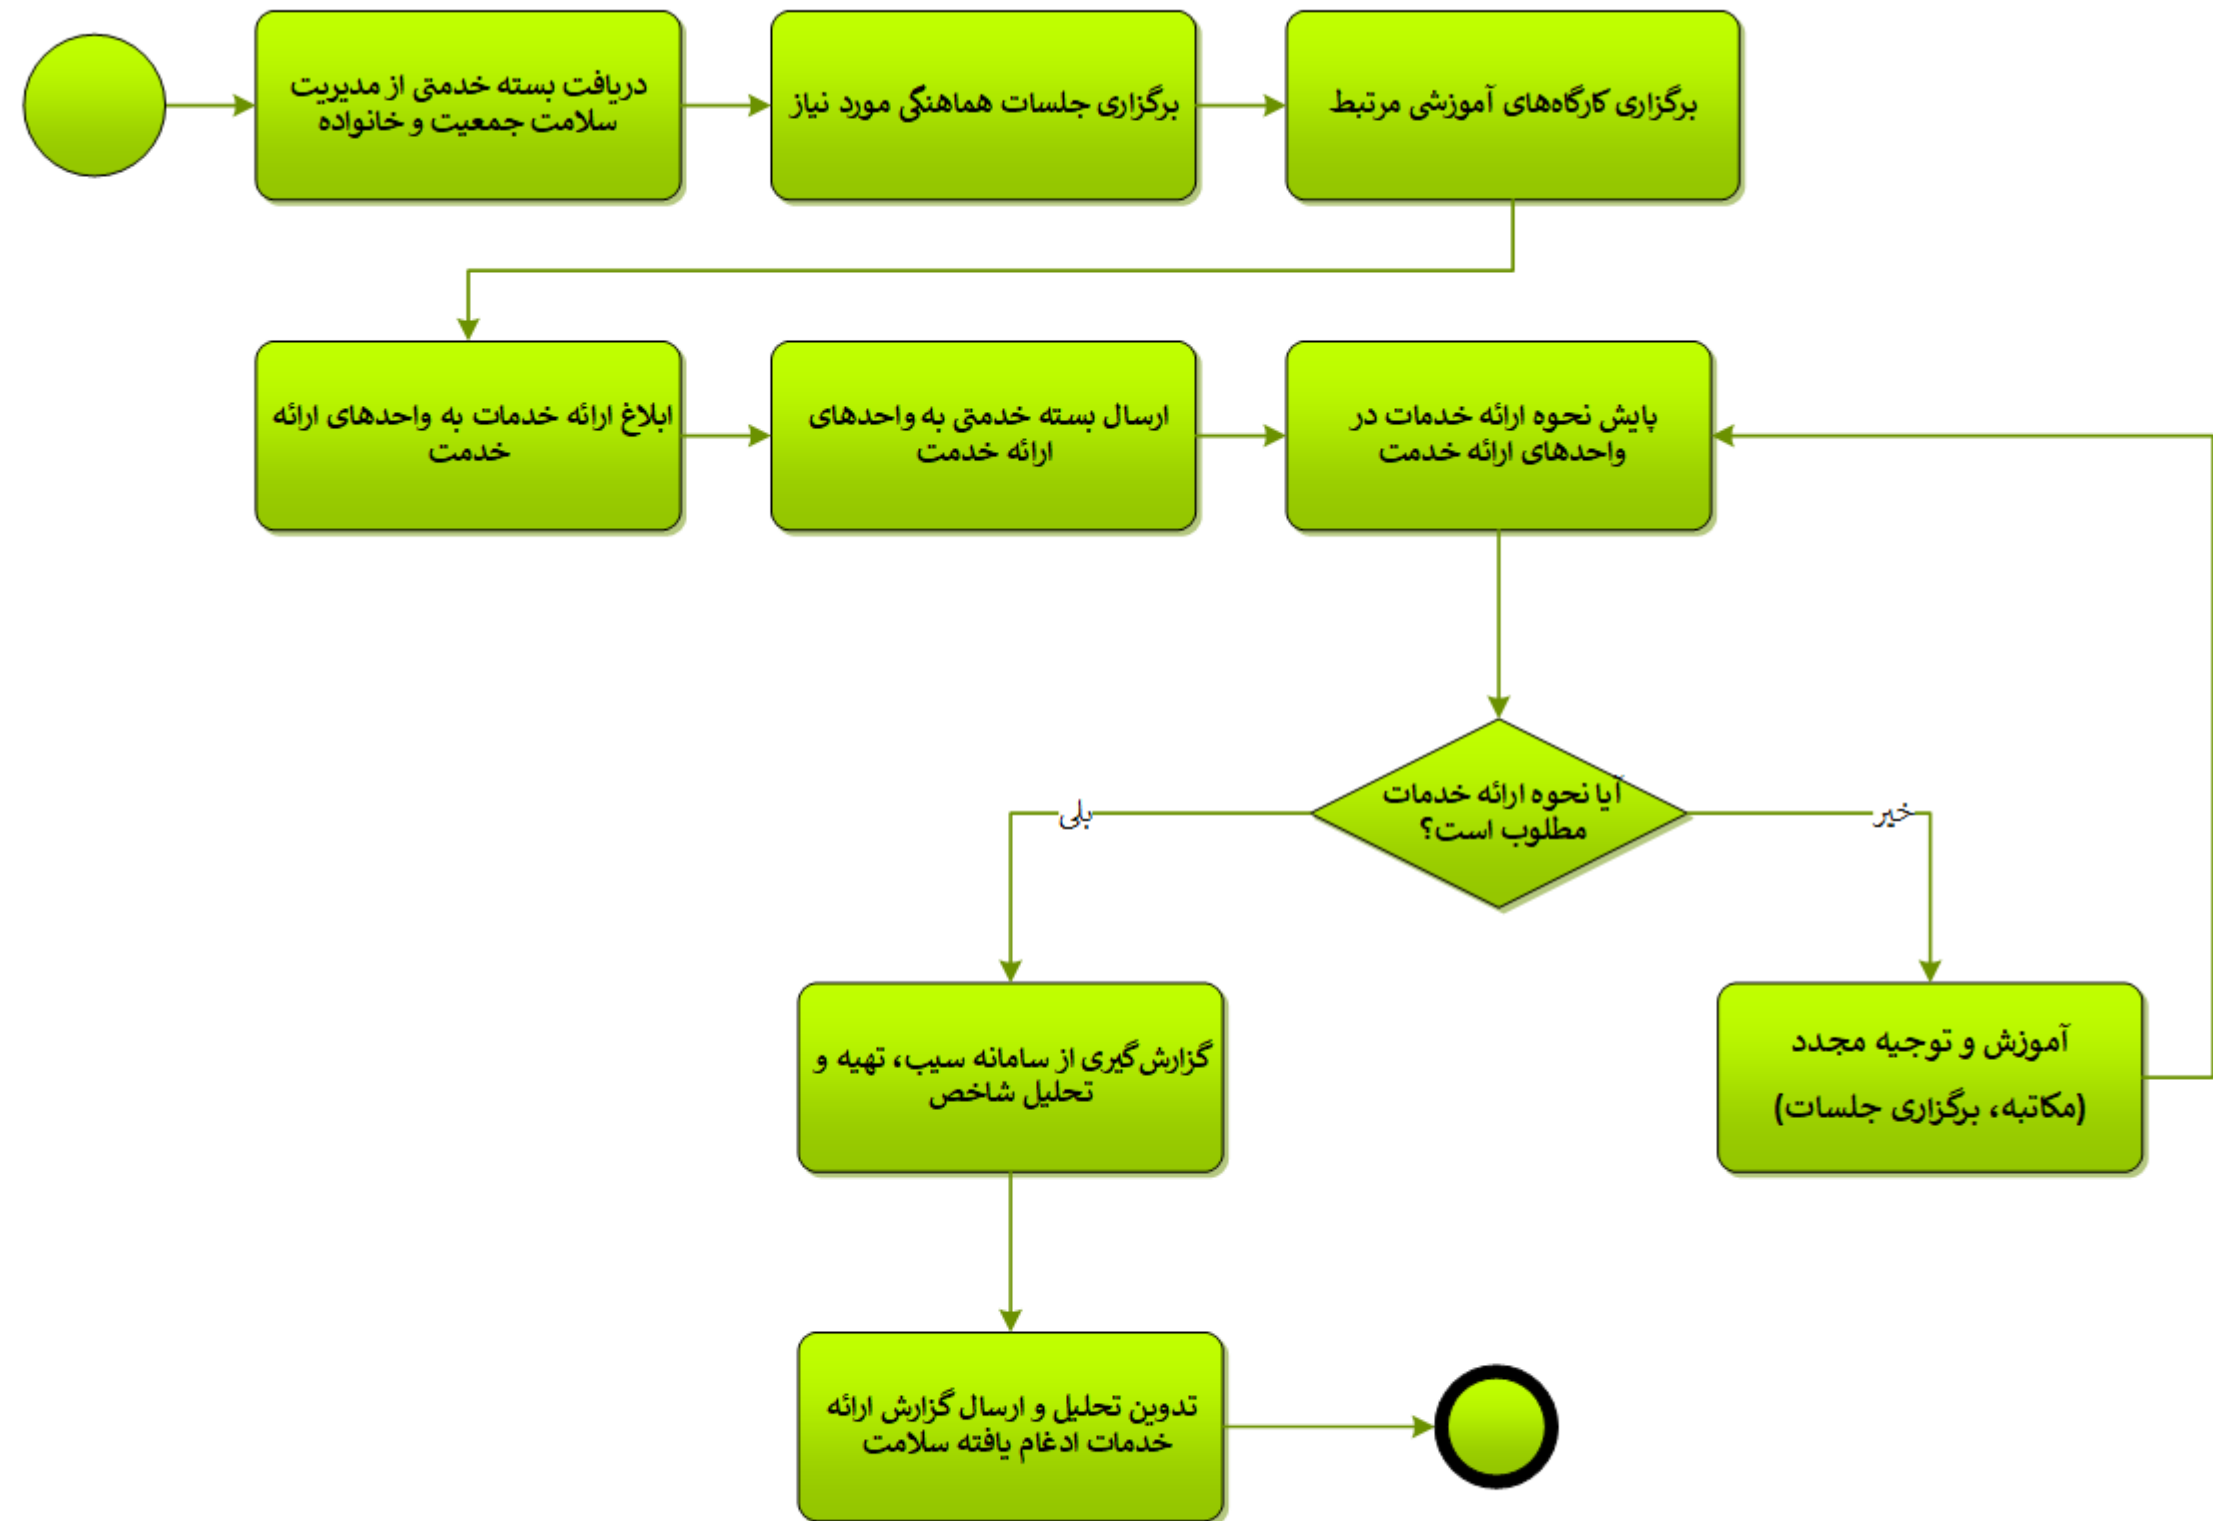 دریافت بسته خدمتی از مدیریت
سلامت جمعیت و خانواده
برگزاری جلسات هماهنگی مورد نیاز
برگزاری کارگاه‌های آموزشی مرتبط
ابلاغ ارائه خدمات به واحدهای ارائه
خدمت
ارسال بسته خدمتی به واحدهای
ارائه خدمت
پایش نحوه ارائه خدمات در
واحدهای ارائه خدمت
آیا نحوه ارائه خدمات
مطلوب است؟
بلی
خیر
گزارش‌گیری از سامانه سیب، تهیه و
تحلیل شاخص
آموزش و توجیه مجدد
(مکاتبه، برگزاری جلسات)
تدوین تحلیل و ارسال گزارش ارائه
خدمات ادغام یافته سلامت